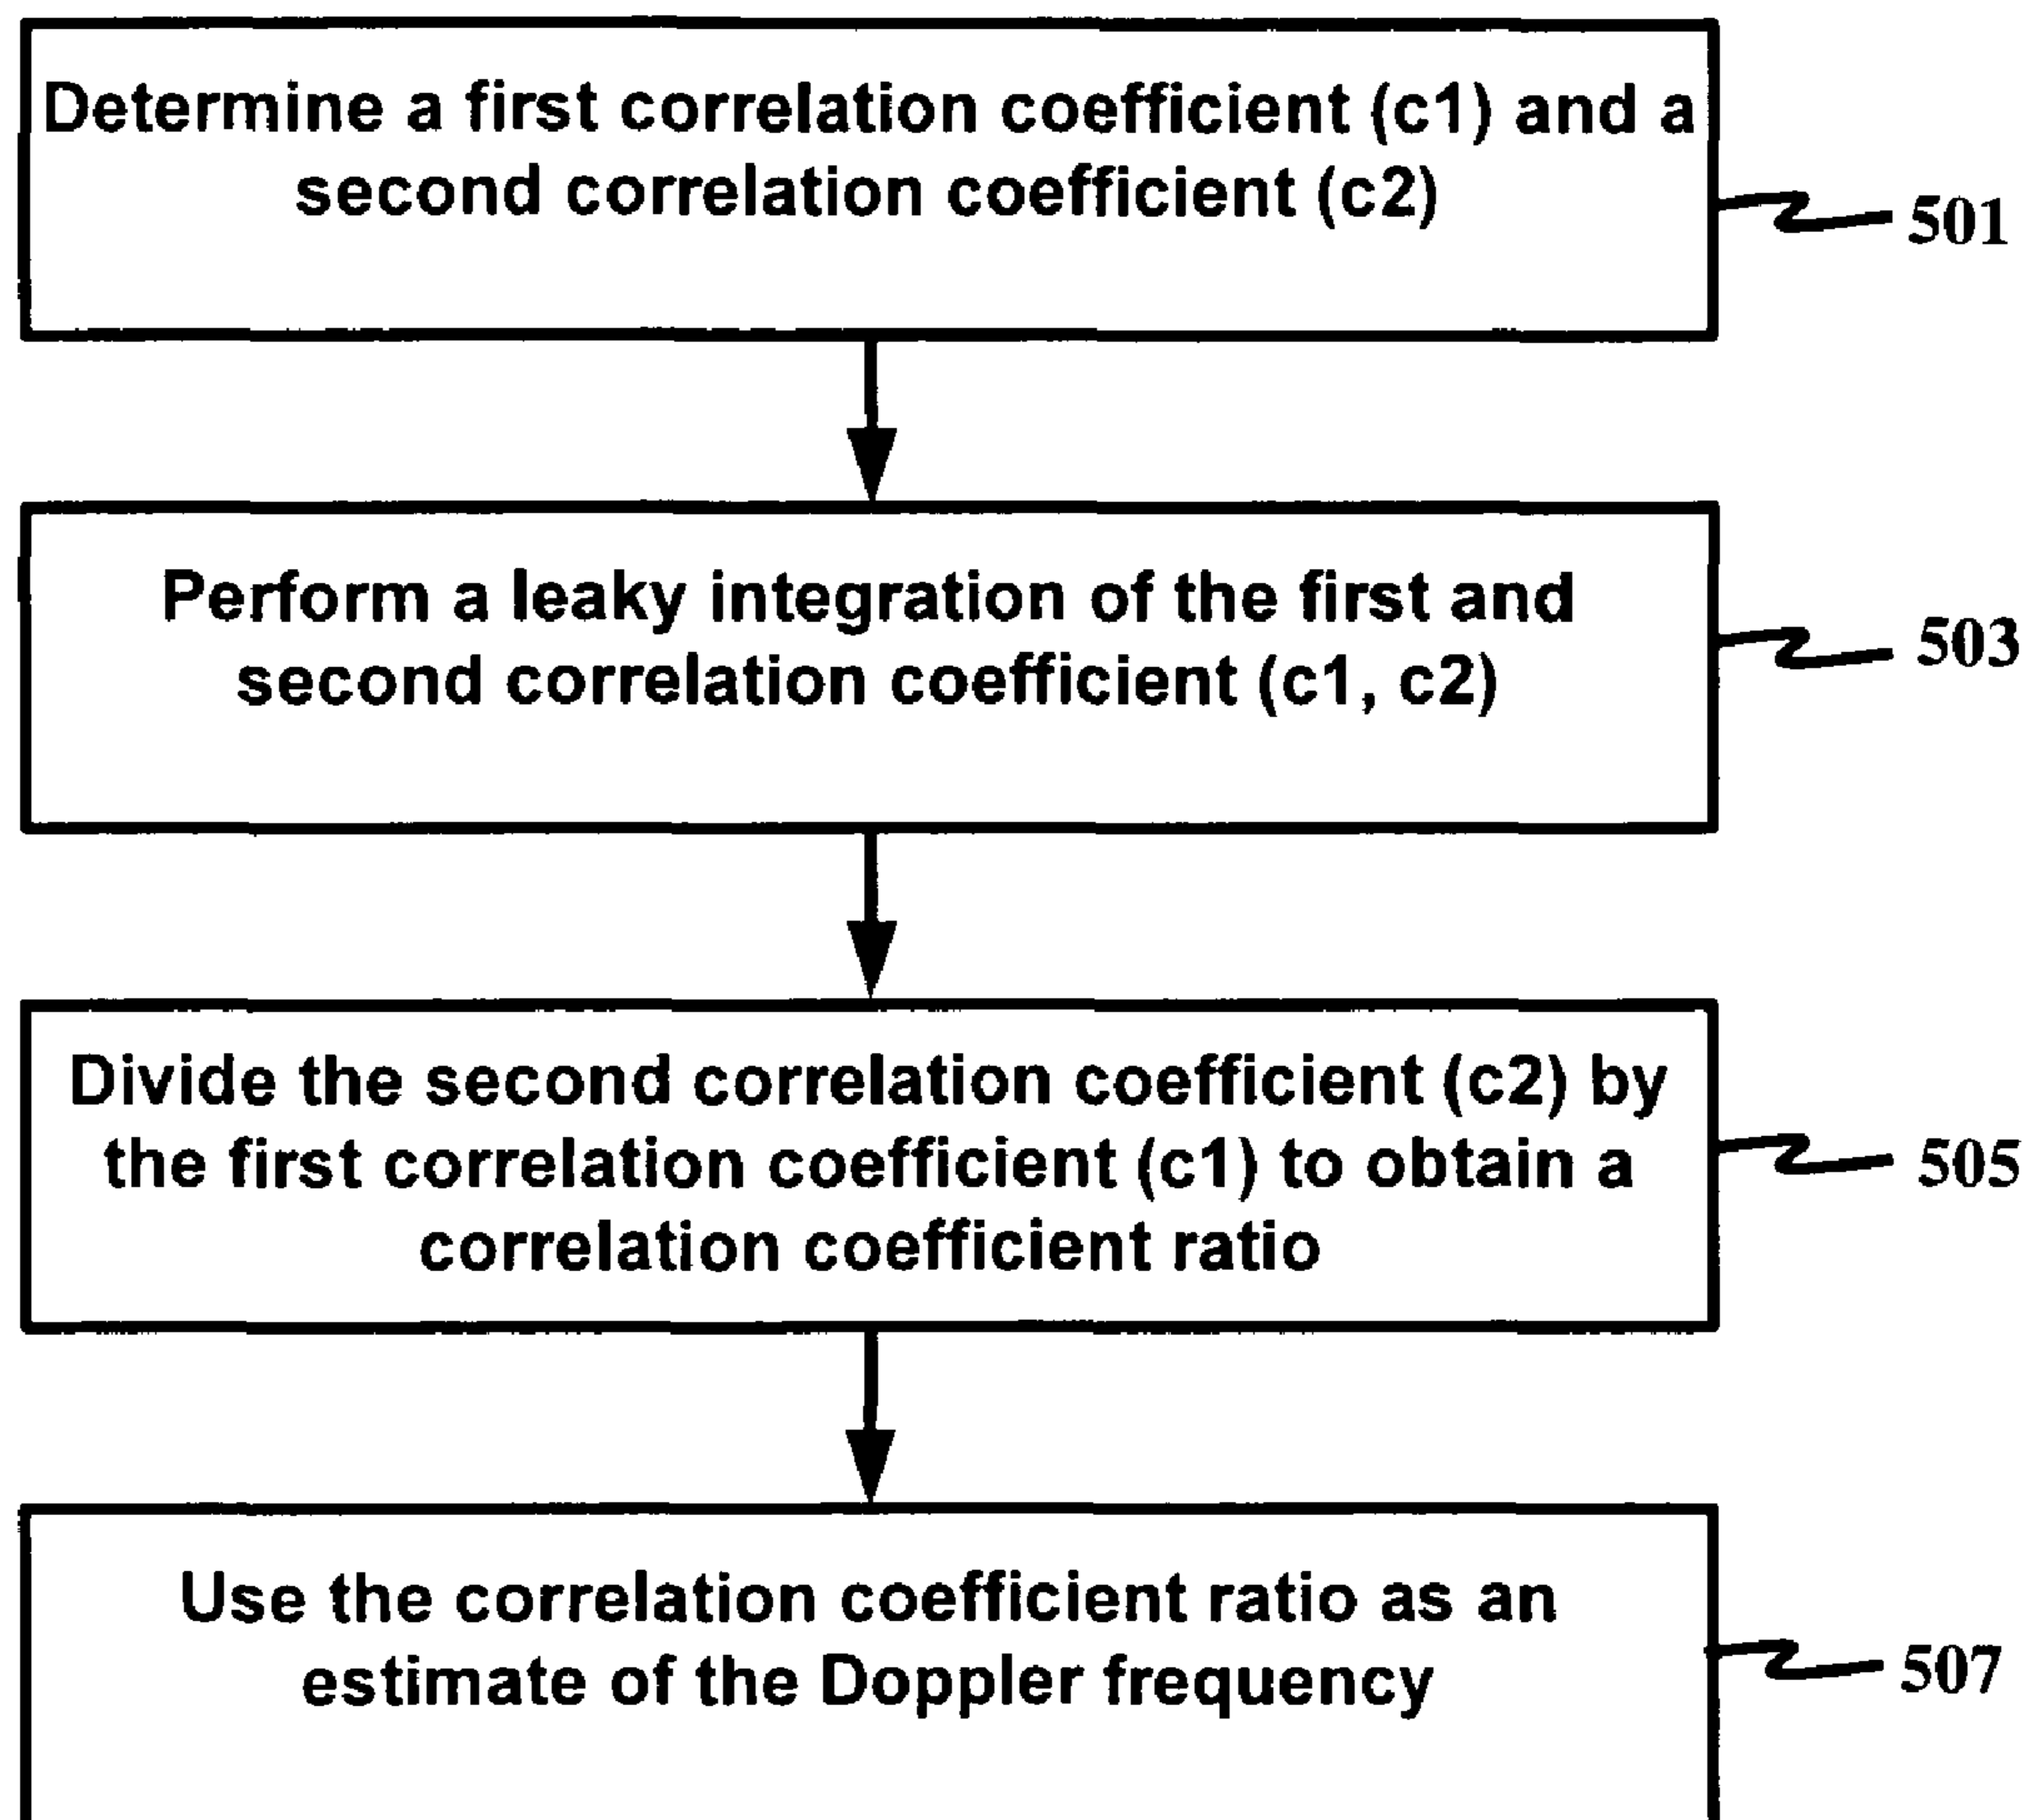 Determine a first correlation coefficient (c1) and a
second correlation coefficient (c2)
501
Perform a leaky integration of the first and
second correlation coefficient (c1, c2)
503
Divide the second correlation coefficient (c2) by
the first correlation coefficient (c1) to obtain a
correlation coefficient ratio
505
Use the correlation coefficient ratio as an
estimate of the Doppler frequency
507